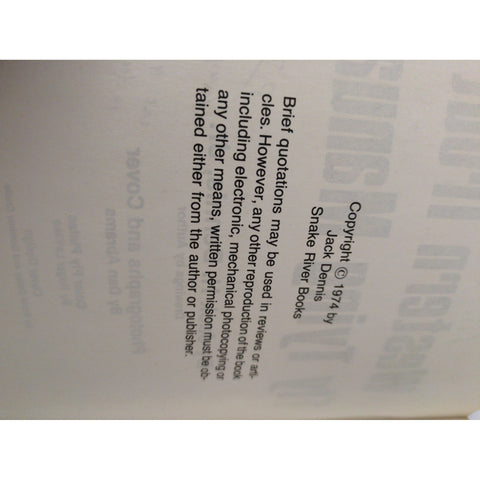 Copyright © 1974 by
Jack Dennis
Snake River Books
Brief quotations may be used in reviews or arti-
cles. However, any other reproduction of the book
including electronic, mechanical photocopying or
any other means, written permission must be ob-
tained either from the author or publisher.